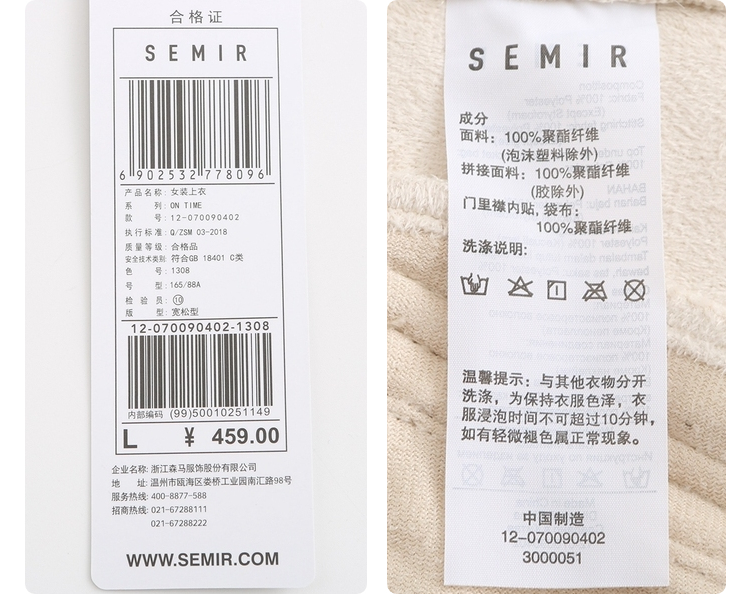 合格证
SEMIR
6 902532 778096
产品名称: 女装上衣
系 列: ON TIME
款 号: 12-070090402
执行标准: Q/ZSM 03-2018
质量等级: 合格品
安全技术类别: 符合GB 18401 C类
色 号: 1308
号 型: 165/88A
检 验 员: ⑩
版 型: 宽松型
12-070090402-1308
内部编码 (99)50010251149
L ¥ 459.00
企业名称: 浙江森马服饰股份有限公司
地 址: 温州市瓯海区娄桥工业园南汇路98号
服务热线: 400-8877-588
招商热线: 021-67288111
021-67288222
WWW.SEMIR.COM
SEMIR
成分
面料: 100%聚酯纤维
(泡沫塑料除外)
拼接面料: 100%聚酯纤维
(胶除外)
门里襟内贴, 袋布:
100%聚酯纤维
洗涤说明:
温馨提示: 与其他衣物分开
洗涤, 为保持衣服色泽, 衣
服浸泡时间不可超过10分钟,
如有轻微褪色属正常现象。
中国制造
12-070090402
3000051